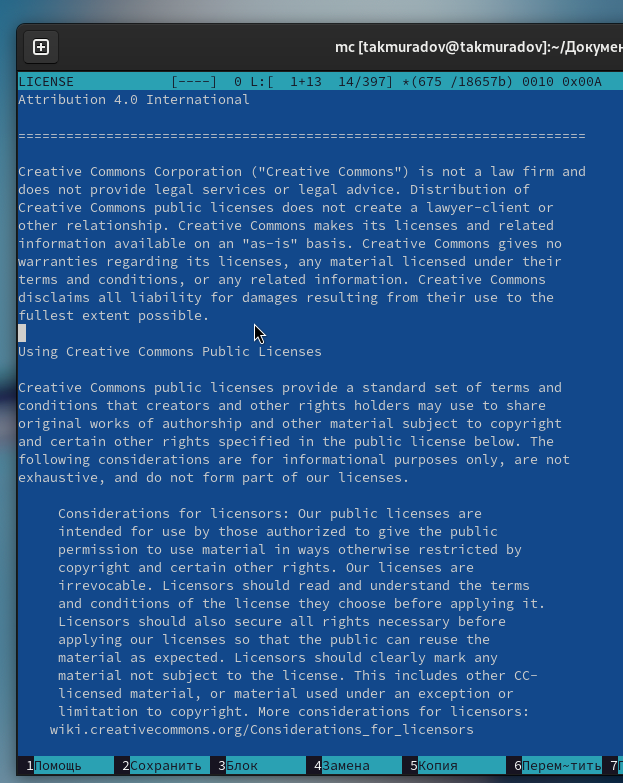 mc [takmuradov@takmuradov]:~/Докумен
LICENSE [----] 0 L:[ 1+13 14/397] *(675 /18657b) 0010 0x00A
Attribution 4.0 International
=======================================================================
Creative Commons Corporation ("Creative Commons") is not a law firm and
does not provide legal services or legal advice. Distribution of
Creative Commons public licenses does not create a lawyer-client or
other relationship. Creative Commons makes its licenses and related
information available on an "as-is" basis. Creative Commons gives no
warranties regarding its licenses, any material licensed under their
terms and conditions, or any related information. Creative Commons
disclaims all liability for damages resulting from their use to the
fullest extent possible.
Using Creative Commons Public Licenses
Creative Commons public licenses provide a standard set of terms and
conditions that creators and other rights holders may use to share
original works of authorship and other material subject to copyright
and certain other rights specified in the public license below. The
following considerations are for informational purposes only, are not
exhaustive, and do not form part of our licenses.
Considerations for licensors: Our public licenses are
intended for use by those authorized to give the public
permission to use material in ways otherwise restricted by
copyright and certain other rights. Our licenses are
irrevocable. Licensors should read and understand the terms
and conditions of the license they choose before applying it.
Licensors should also secure all rights necessary before
applying our licenses so that the public can reuse the
material as expected. Licensors should clearly mark any
material not subject to the license. This includes other CC-
licensed material, or material used under an exception or
limitation to copyright. More considerations for licensors:
wiki.creativecommons.org/Considerations_for_licensors
1Помощь 2Сохранить 3Блок 4Замена 5Копия 6Перем~тить 7